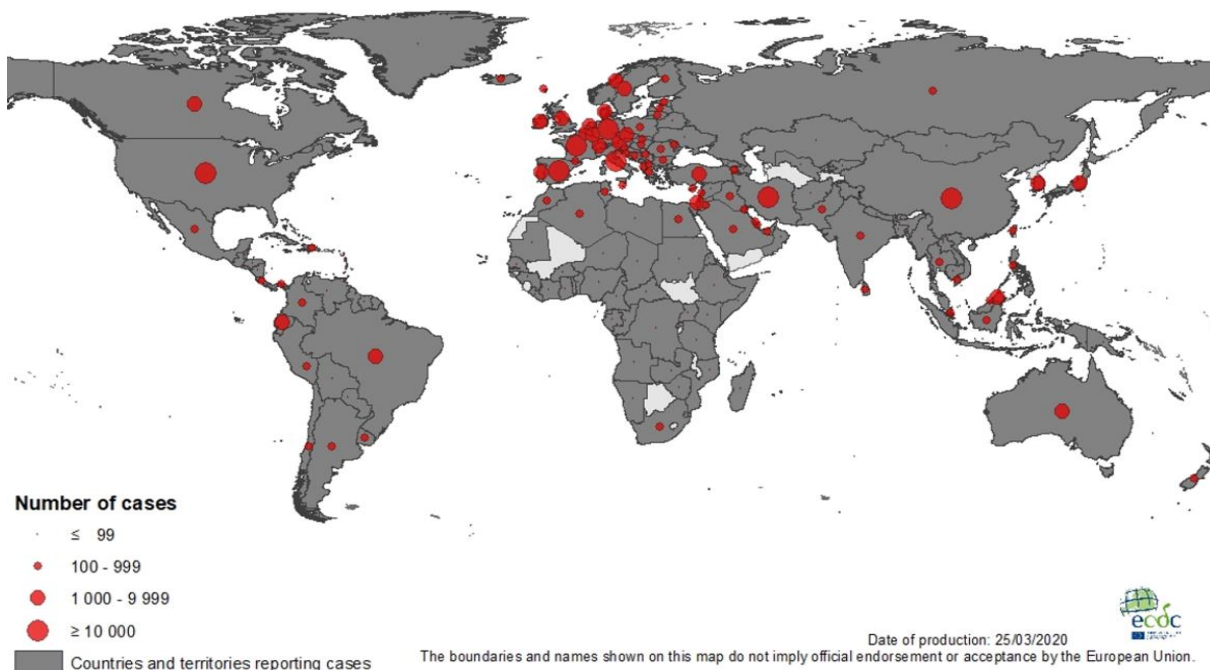 Number of cases
≤ 99
100 - 999
1 000 - 9 999
≥ 10 000
Countries and territories reporting cases
ecdc
Date of production: 25/03/2020
The boundaries and names shown on this map do not imply official endorsement or acceptance by the European Union.